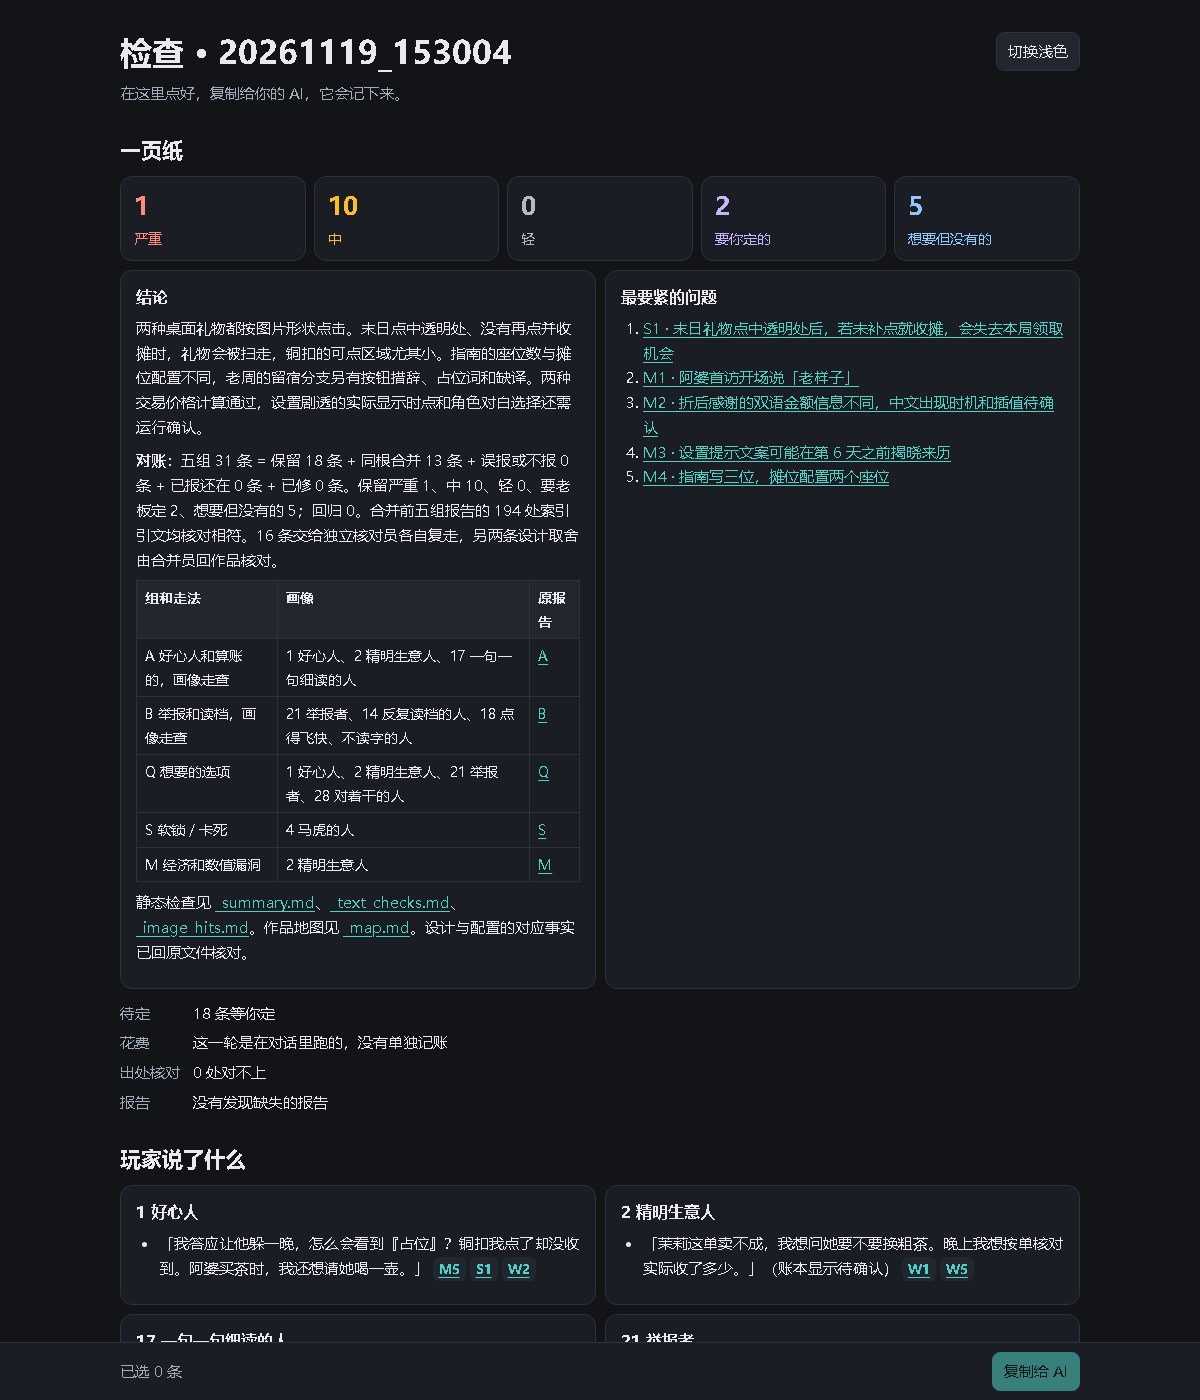 检查 • 20261119_153004
切换浅色
在这里点好，复制给你的 AI，它会记下来。
一页纸
1
严重
10
中
0
轻
2
要你定的
5
想要但没有的
结论
两种桌面礼物都按图片形状点击。末日点中透明处、没有再点并收
摊时，礼物会被扫走，铜扣的可点区域尤其小。指南的座位数与摊
位配置不同，老周的留宿分支另有按钮措辞、占位词和缺译。两种
交易价格计算通过，设置剧透的实际显示时点和角色对白选择还需
运行确认。
对账：五组 31 条 = 保留 18 条 + 同根合并 13 条 + 误报或不报 0
条 + 已报还在 0 条 + 已修 0 条。保留严重 1、中 10、轻 0、要老
板定 2、想要但没有的 5；回归 0。合并前五组报告的 194 处索引
引文均核对相符。16 条交给独立核对员各自复走，另两条设计取舍
由合并员回作品核对。
组和走法
画像
原报
告
A 好心人和算账
的，画像走查
1 好心人、2 精明生意人、17 一句一
句细读的人
A
B 举报和读档，画
像走查
21 举报者、14 反复读档的人、18 点
得飞快、不读字的人
B
Q 想要的选项
1 好心人、2 精明生意人、21 举报
者、28 对着干的人
Q
S 软锁 / 卡死
4 马虎的人
S
M 经济和数值漏洞
2 精明生意人
M
静态检查见 _summary.md、_text_checks.md、
_image_hits.md。作品地图见 _map.md。设计与配置的对应事实
已回原文件核对。
最要紧的问题
1. S1 · 末日礼物点中透明处后，若未补点就收摊，会失去本局领取
机会
2. M1 · 阿婆首访开场说「老样子」
3. M2 · 折后感谢的双语金额信息不同，中文出现时机和插值待确
认
4. M3 · 设置提示文案可能在第 6 天之前揭晓来历
5. M4 · 指南写三位，摊位配置两个座位
待定 18 条等你定
花费 这一轮是在对话里跑的，没有单独记账
出处核对 0 处对不上
报告 没有发现缺失的报告
玩家说了什么
1 好心人
• 「我答应让他躲一晚，怎么会看到『占位』？铜扣我点了却没收
到。阿婆买茶时，我还想请她喝一壶。」 M5 S1 W2
2 精明生意人
• 「茉莉这单卖不成，我想问她要不要换粗茶。晚上我想按单核对
实际收了多少。」（账本显示待确认） W1 W5
17 一句一句细读的人
21 举报者
已选 0 条
复制给 AI